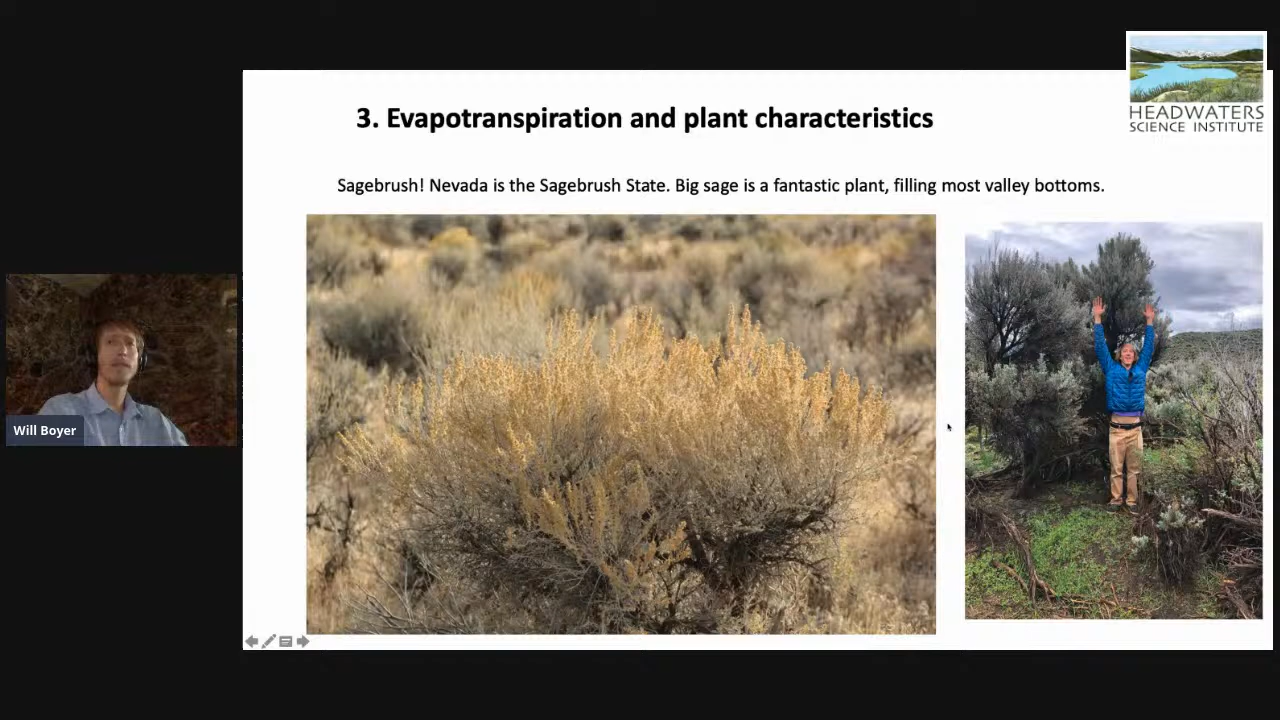 HEADWATERS
SCIENCE INSTITUTE
3. Evapotranspiration and plant characteristics
Sagebrush! Nevada is the Sagebrush State. Big sage is a fantastic plant, filling most valley bottoms.
Will Boyer